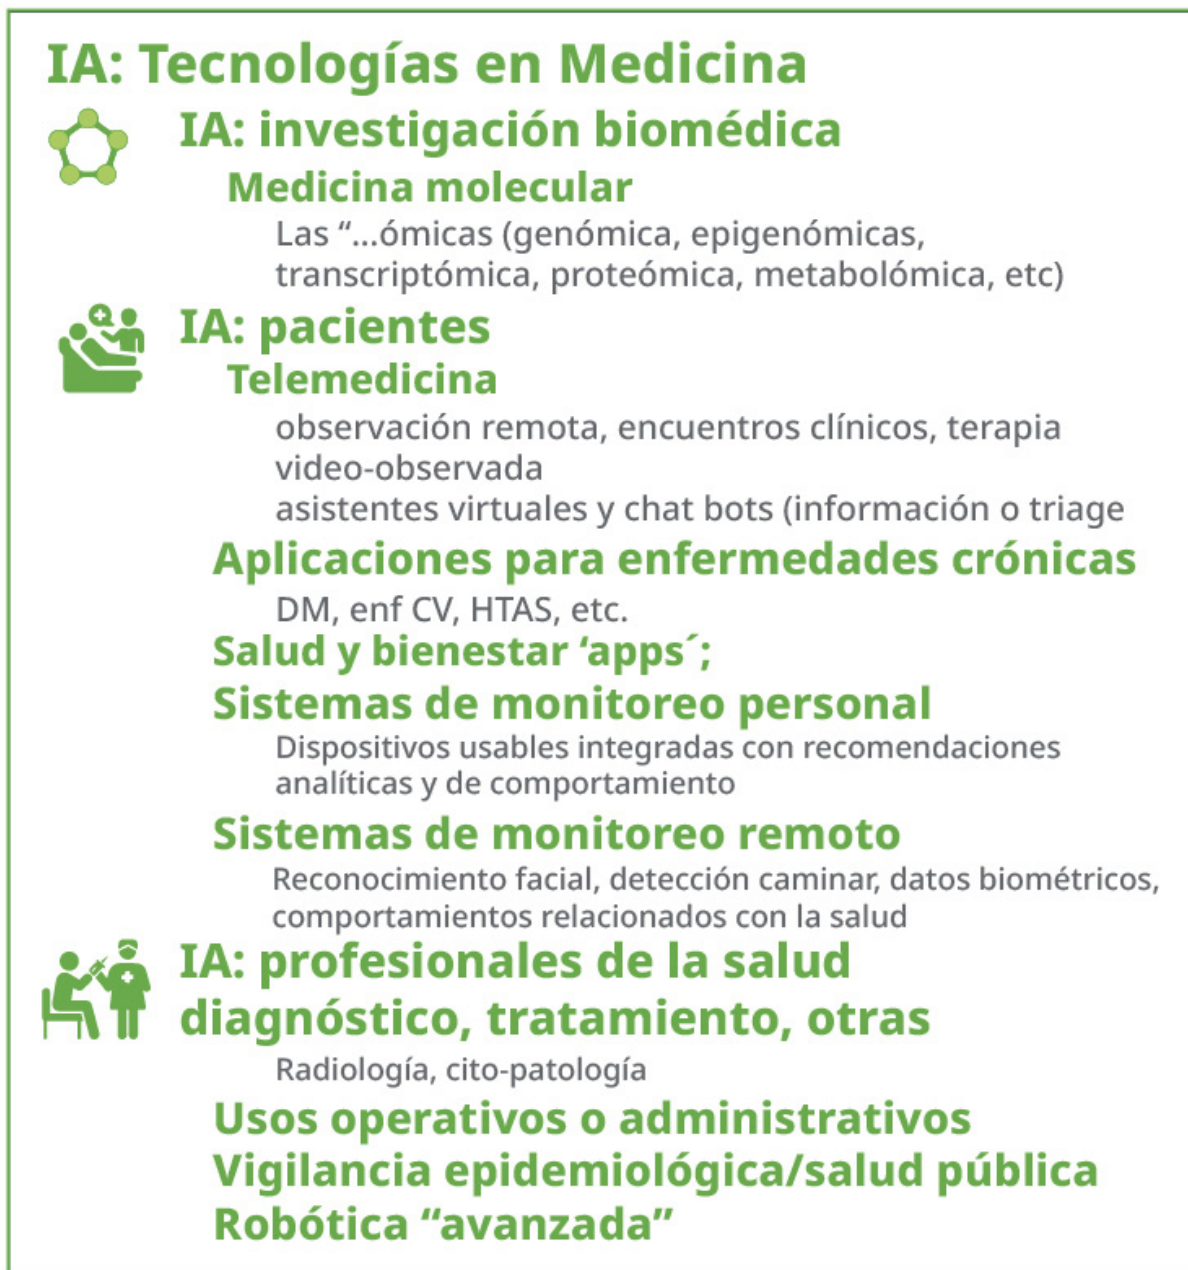 IA: Tecnologías en Medicina
IA: investigación biomédica
Medicina molecular
Las “...ómicas (genómica, epigenómicas,
transcriptómica, proteómica, metabolómica, etc)
IA: pacientes
Telemedicina
observación remota, encuentros clínicos, terapia
video-observada
asistentes virtuales y chat bots (información o triage
Aplicaciones para enfermedades crónicas
DM, enf CV, HTAS, etc.
Salud y bienestar ‘apps´;
Sistemas de monitoreo personal
Dispositivos usables integradas con recomendaciones
analíticas y de comportamiento
Sistemas de monitoreo remoto
Reconocimiento facial, detección caminar, datos biométricos,
comportamientos relacionados con la salud
IA: profesionales de la salud
diagnóstico, tratamiento, otras
Radiología, cito-patología
Usos operativos o administrativos
Vigilancia epidemiológica/salud pública
Robótica “avanzada”